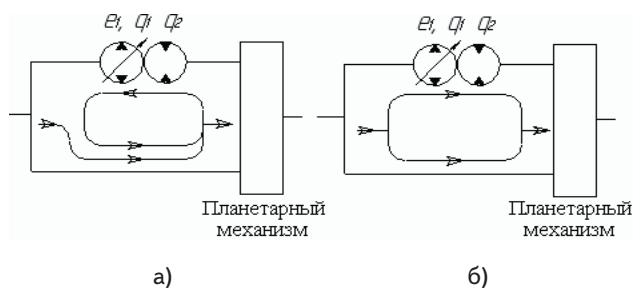 e1, q1 q2
e1, q1 q2
Планетарный
механизм
Планетарный
механизм
а)
б)